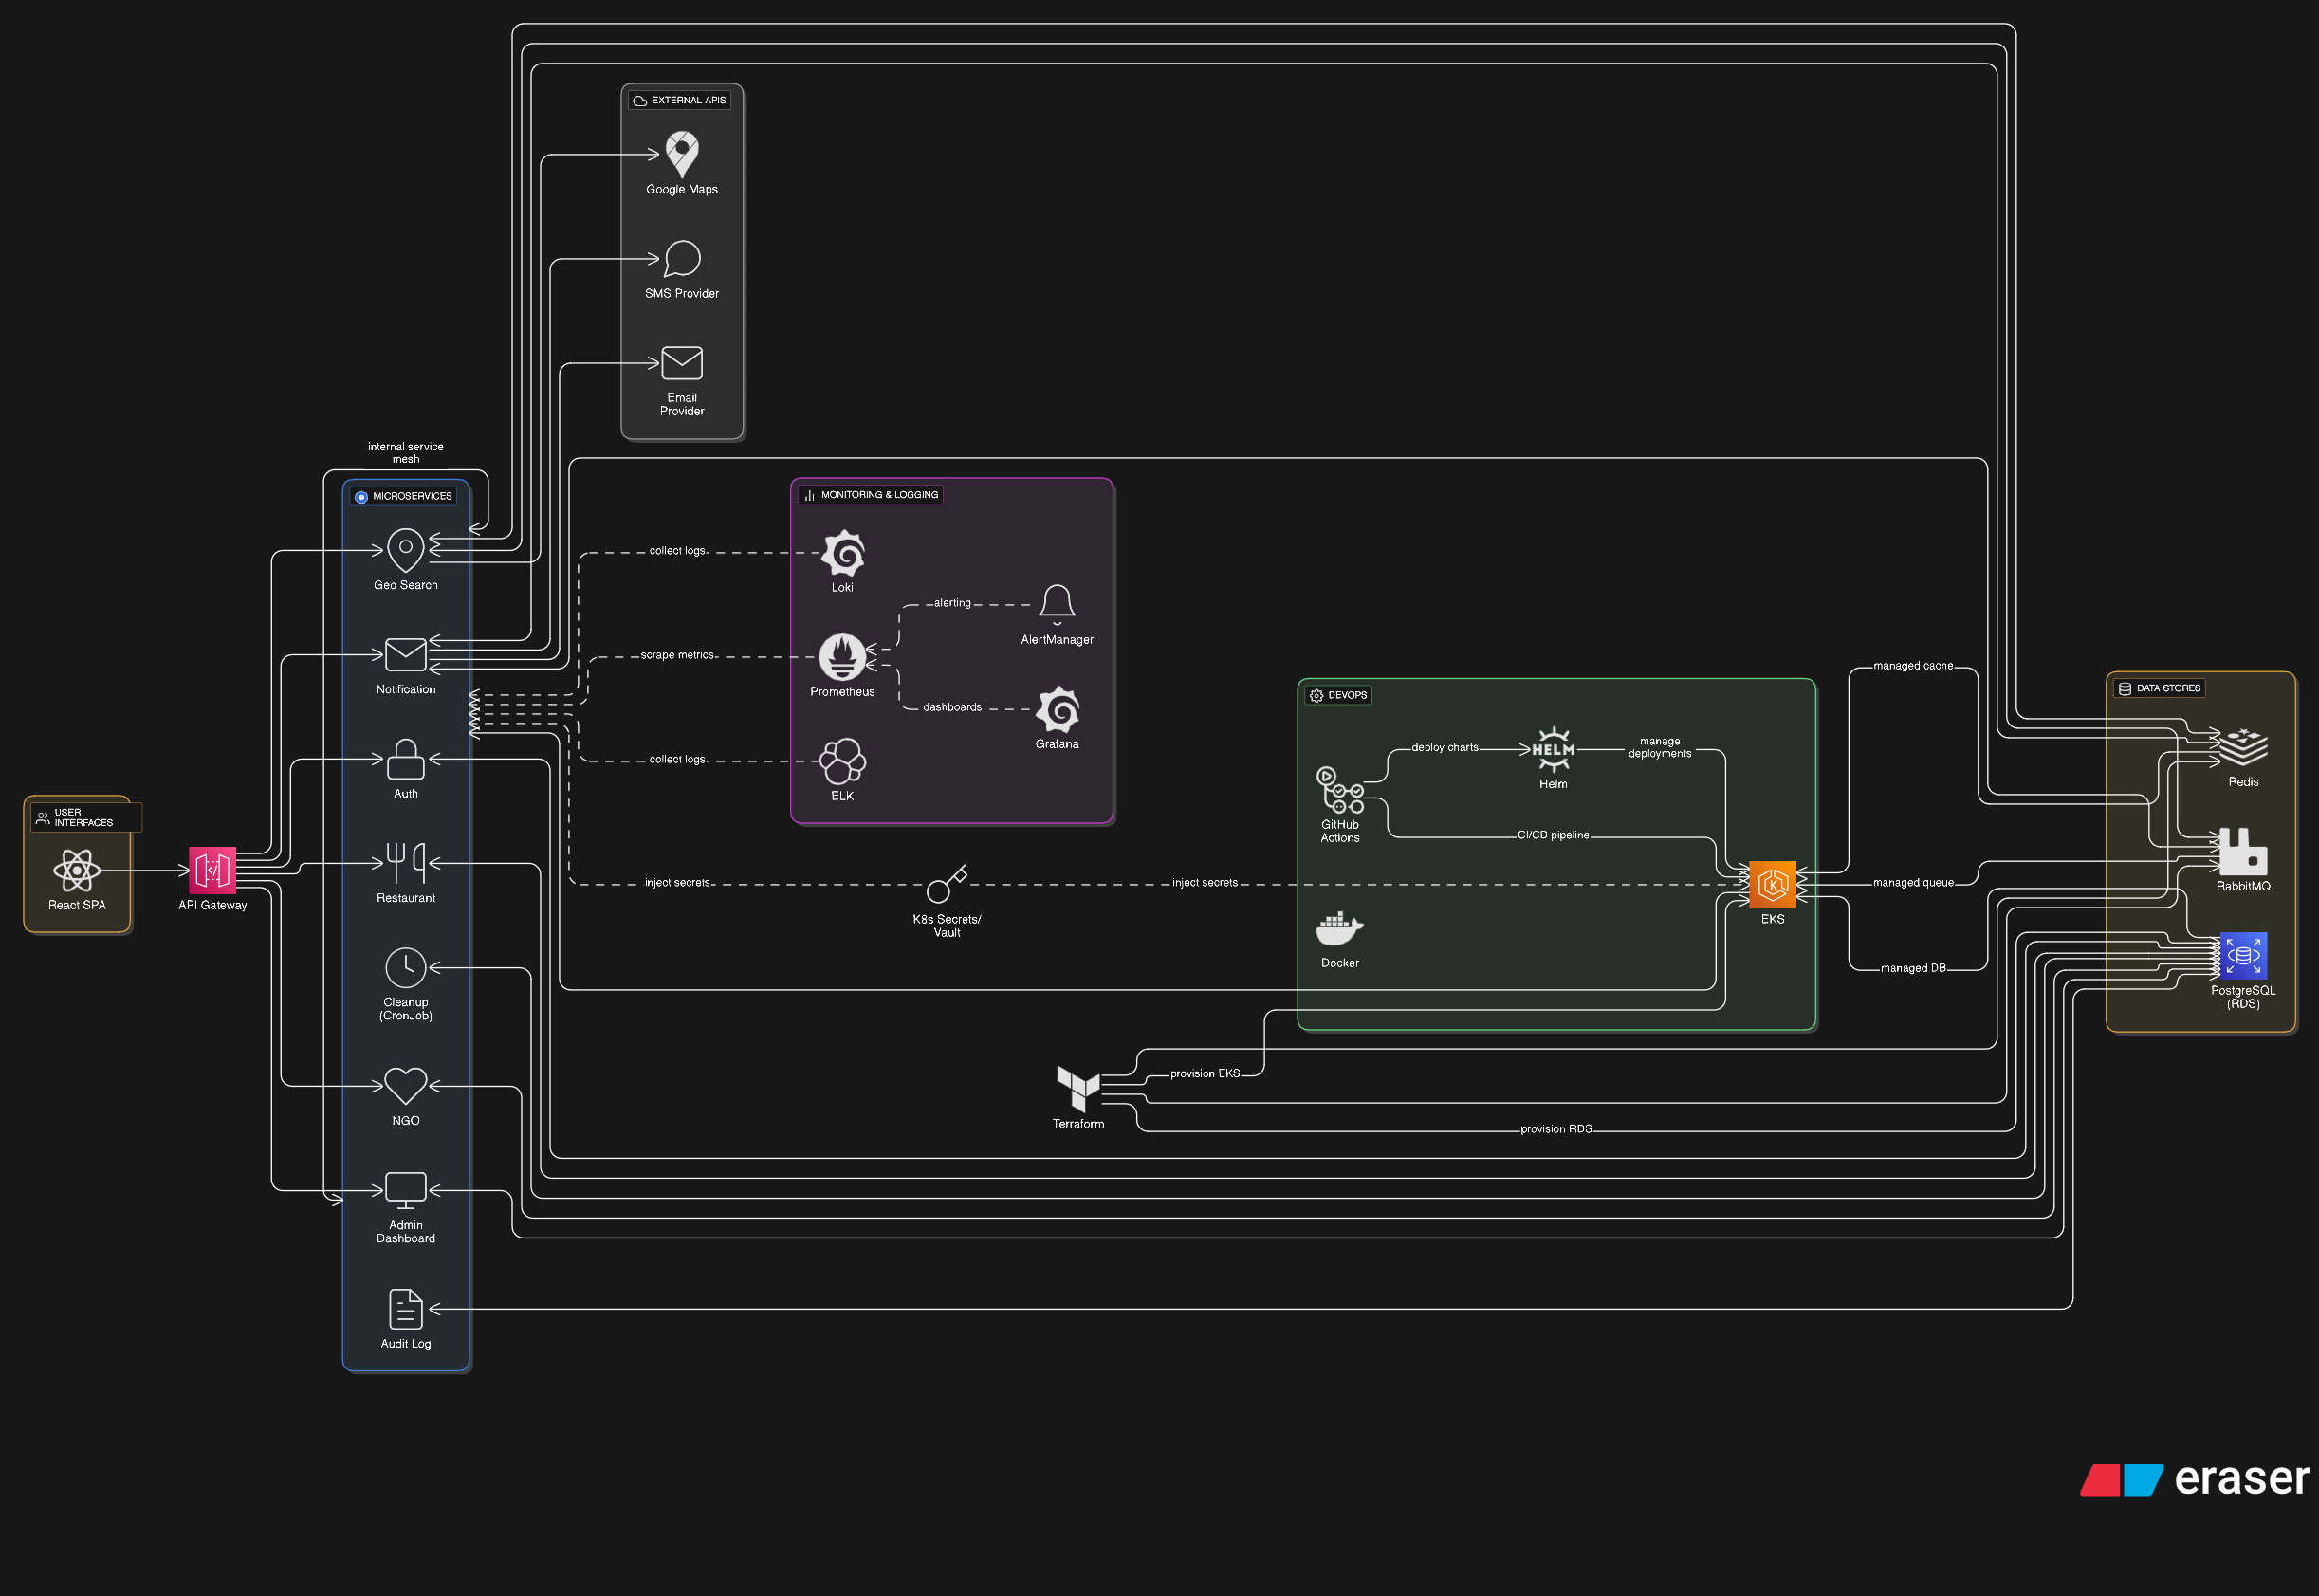 EXTERNAL APIS
Google Maps
SMS Provider
Email
Provider
internal service
mesh
MICROSERVICES
Geo Search
Notification
Auth
Restaurant
Cleanup
(CronJob)
NGO
Admin
Dashboard
Audit Log
USER
INTERFACES
React SPA
API Gateway
MONITORING & LOGGING
collect logs
Loki
alerting
AlertManager
scrape metrics
Prometheus
dashboards
Grafana
collect logs
ELK
inject secrets
K8s Secrets/
Vault
inject secrets
DEVOPS
deploy charts
HELM
Helm
manage
deployments
GitHub
Actions
CI/CD pipeline
EKS
Docker
provision EKS
Terraform
provision RDS
managed cache
managed queue
managed DB
DATA STORES
Redis
RabbitMQ
PostgreSQL
(RDS)
eraser